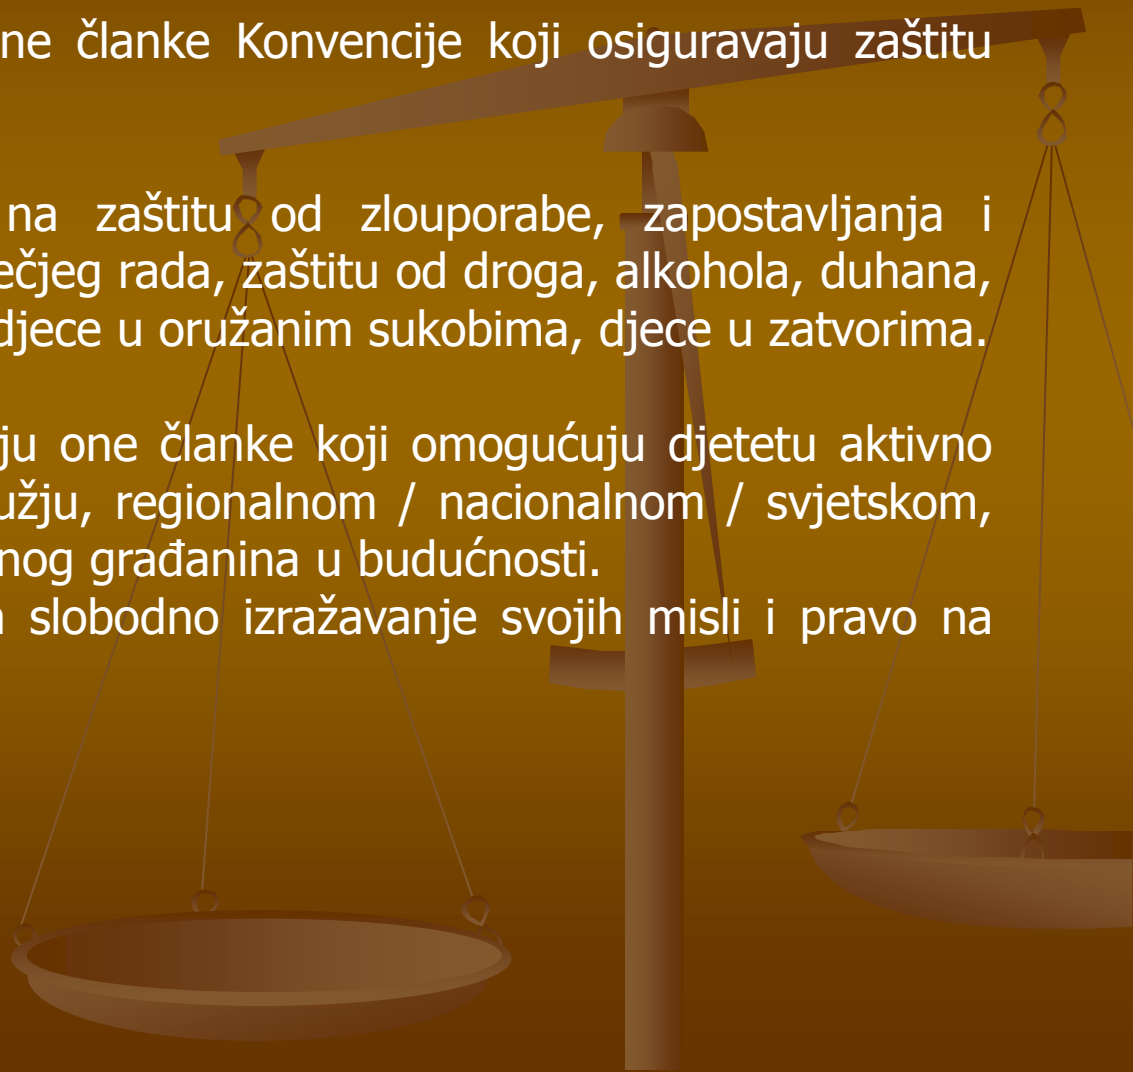 ne članke Konvencije koji osiguravaju zaštitu
na zaštitu od zlouporabe, zapostavljanja i
ečjeg rada, zaštitu od droga, alkohola, duhana,
djece u oružanim sukobima, djece u zatvorima.
ju one članke koji omogućuju djetetu aktivno
užju, regionalnom / nacionalnom / svjetskom,
nog građanina u budućnosti.
slobodno izražavanje svojih misli i pravo na